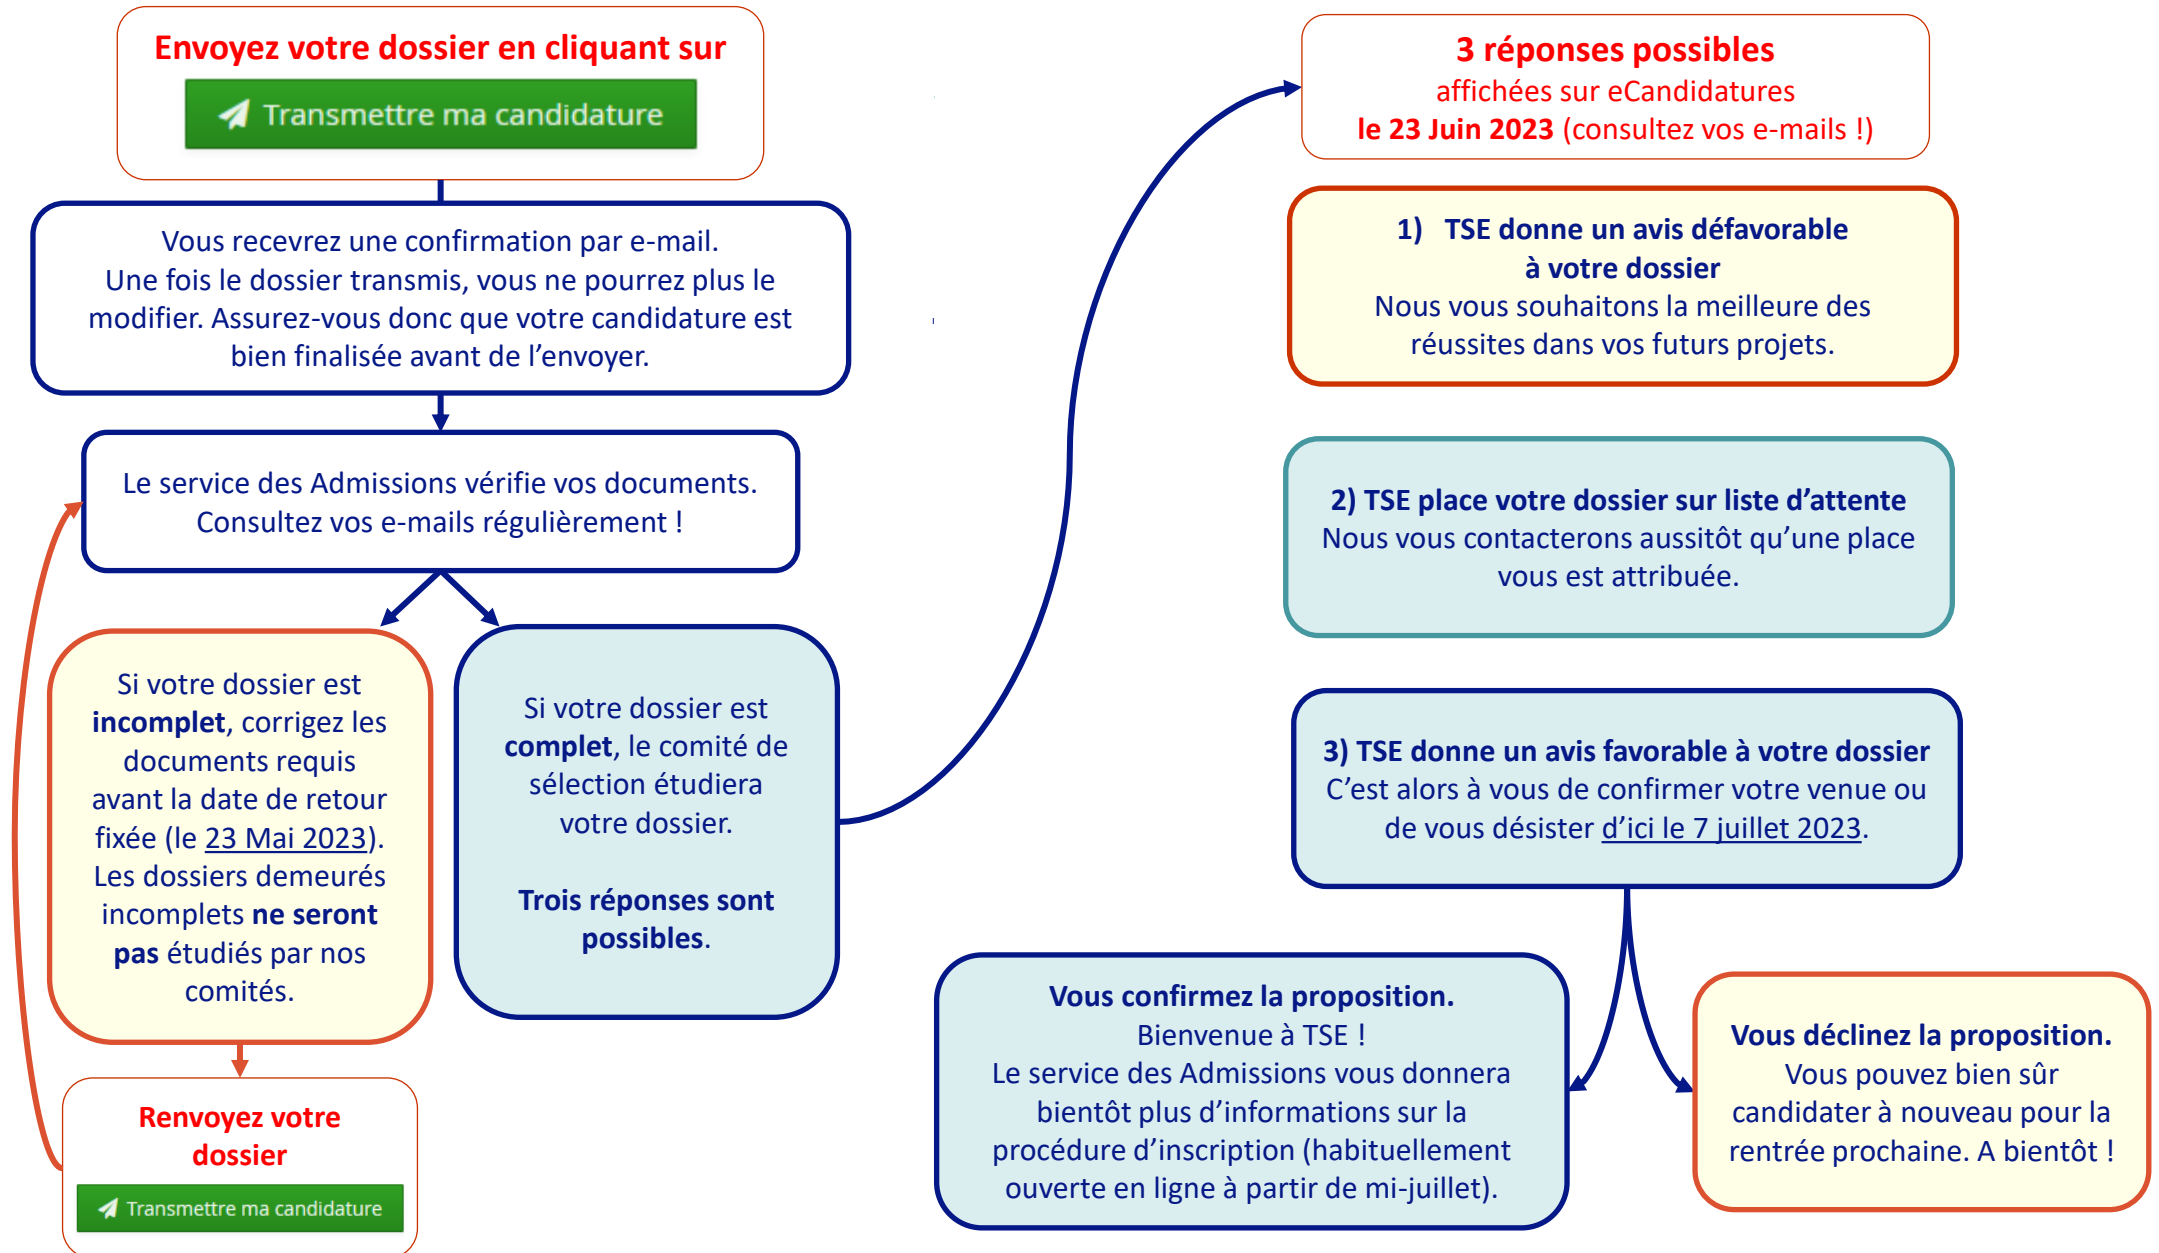 Envoyez votre dossier en cliquant sur
Transmettre ma candidature
Vous recevrez une confirmation par e-mail.
Une fois le dossier transmis, vous ne pourrez plus le
modifier. Assurez-vous donc que votre candidature est
bien finalisée avant de l’envoyer.
Le service des Admissions vérifie vos documents.
Consultez vos e-mails régulièrement !
Si votre dossier est
incomplet, corrigez les
documents requis
avant la date de retour
fixée (le 23 Mai 2023).
Les dossiers demeurés
incomplets ne seront
pas étudiés par nos
comités.
Renvoyez votre
dossier
Transmettre ma candidature
Si votre dossier est
complet, le comité de
sélection étudiera
votre dossier.
Trois réponses sont
possibles.
3 réponses possibles
affichées sur eCandidatures
le 23 Juin 2023 (consultez vos e-mails !)
1) TSE donne un avis défavorable
à votre dossier
Nous vous souhaitons la meilleure des
réussites dans vos futurs projets.
2) TSE place votre dossier sur liste d’attente
Nous vous contacterons aussitôt qu’une place
vous est attribuée.
3) TSE donne un avis favorable à votre dossier
C’est alors à vous de confirmer votre venue ou
de vous désister d’ici le 7 juillet 2023.
Vous confirmez la proposition.
Bienvenue à TSE !
Le service des Admissions vous donnera
bientôt plus d’informations sur la
procédure d’inscription (habituellement
ouverte en ligne à partir de mi-juillet).
Vous déclinez la proposition.
Vous pouvez bien sûr
candidater à nouveau pour la
rentrée prochaine. A bientôt !